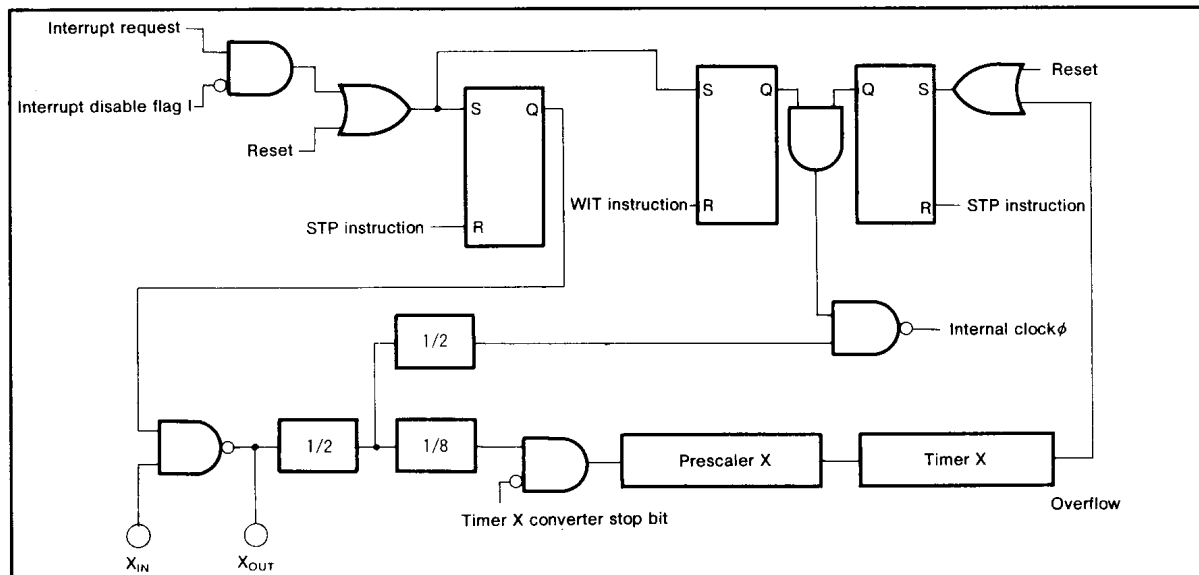 Interrupt request
Reset
Interrupt disable flag I
S Q Q S
Reset
S Q
WIT instruction
R
R
STP instruction
STP instruction
R
1/2
Internal clock ϕ
1/2
1/8
Prescaler X
Timer X
Overflow
Timer X converter stop bit
XIN
XOUT